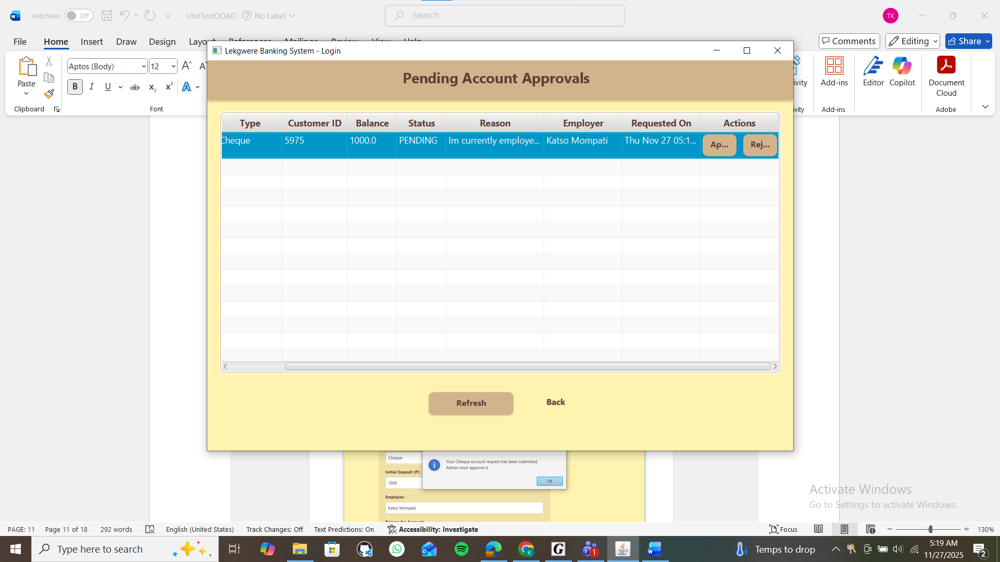 AutoSave Off UnitTestOOAD No Label Search TK
File Home Insert Draw Design Layout Help Comments Editing Share
Lekgwere Banking System - Login
Paste Aptos (Body) 12 B I U ab x₂ x² A
Clipboard Font
Add-ins Editor Copilot Document Cloud
Add-ins Adobe
Pending Account Approvals
Type Customer ID Balance Status Reason Employer Requested On Actions
Cheque 5975 1000.0 PENDING Im currently employe... Katso Mompati Thu Nov 27 05:1... Ap... Rej...
Refresh Back
Cheque
Your Cheque account request has been submitted.
Admin must approve it.
OK
Initial Deposit (P):
1000
Employer:
Katso Mompati
Activate Windows
Go to Settings to activate Windows.
PAGE: 11 Page 11 of 18 292 words English (United States) Track Changes: Off Text Predictions: On Accessibility: Investigate Focus 130%
Type here to search Temps to drop 5:19 AM
11/27/2025